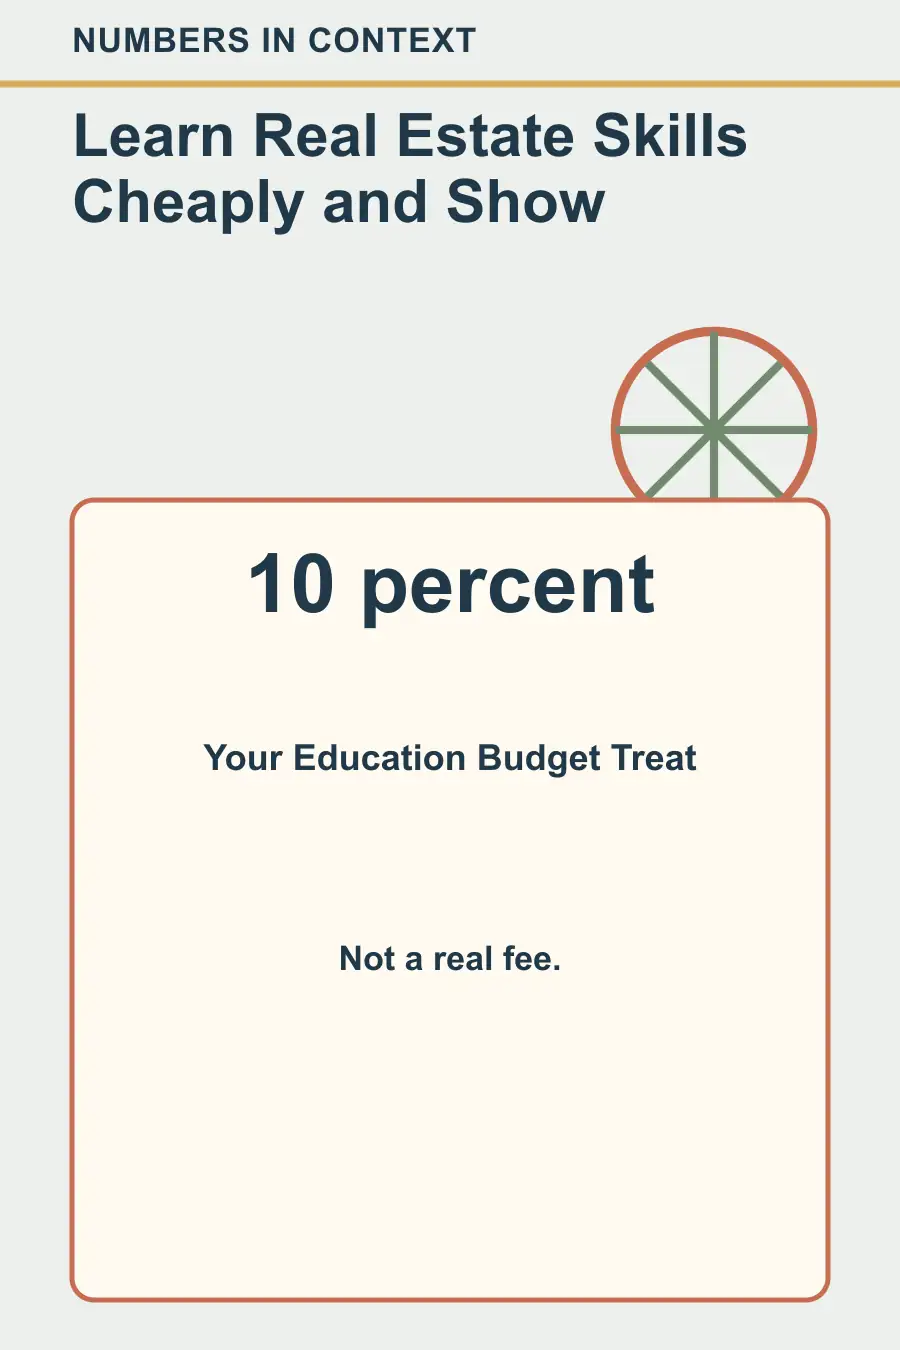 NUMBERS IN CONTEXT
Learn Real Estate Skills
Cheaply and Show
10 percent
Your Education Budget Treat
Not a real fee.